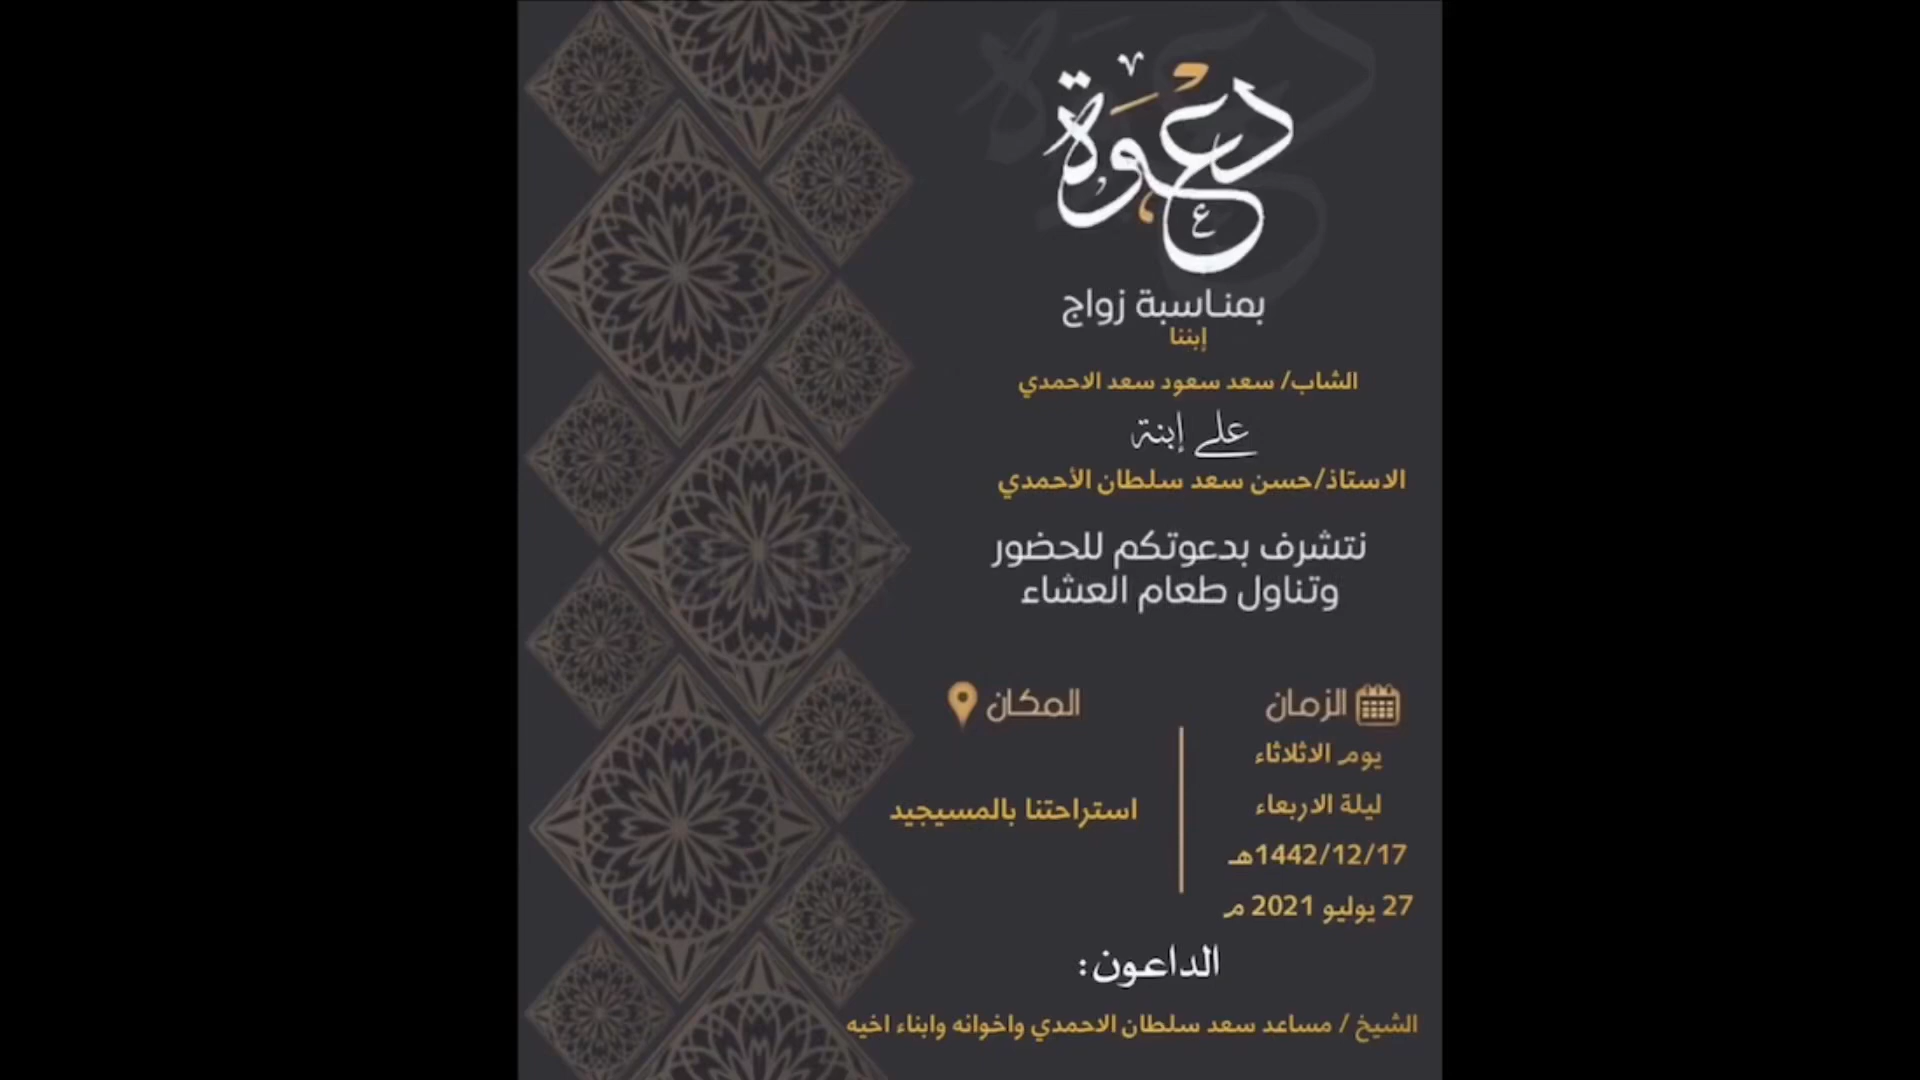 دعوة
بمناسبة زواج
إبننا
الشاب/ سعد سعود سعد الاحمدي
على إبنة
الاستاذ/حسن سعد سلطان الأحمدي
نتشرف بدعوتكم للحضور
وتناول طعام العشاء
الزمان
يوم الاثلاثاء
ليلة الاربعاء
1442/12/17هـ
27 يوليو 2021 م
المكان
استراحتنا بالمسيجيد
الداعون:
الشيخ / مساعد سعد سلطان الاحمدي واخوانه وابناء اخيه